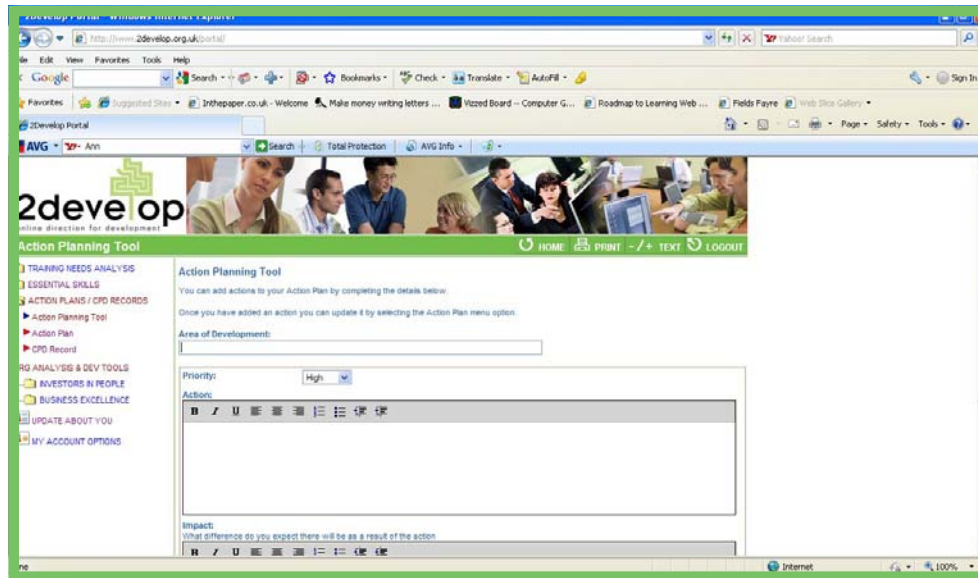 2Develop Portal - Windows Internet Explorer
http://www.2develop.org.uk/portal/
Yahoo! Search
Edit View Favorites Tools Help
Google Search Bookmarks Check Translate AutoFill Sign In
Favorites Suggested Sites Inthepaper.co.uk - Welcome Make money writing letters ... Vizzed Board -- Computer G... Roadmap to Learning Web ... Fields Fayre Web Slice Gallery
2Develop Portal
Page Safety Tools
AVG Ann Search Total Protection AVG Info
2develop
online direction for development
Action Planning Tool
HOME PRINT - / + TEXT LOGOUT
TRAINING NEEDS ANALYSIS
ESSENTIAL SKILLS
ACTION PLANS / CPD RECORDS
Action Planning Tool
Action Plan
CPD Record
RG ANALYSIS & DEV TOOLS
INVESTORS IN PEOPLE
BUSINESS EXCELLENCE
UPDATE ABOUT YOU
MY ACCOUNT OPTIONS
Action Planning Tool
You can add actions to your Action Plan by completing the details below.
Once you have added an action you can update it by selecting the Action Plan menu option.
Area of Development:
Priority: High
Action:
B I U
Impact:
What difference do you expect there will be as a result of the action
B I U
Internet 100%